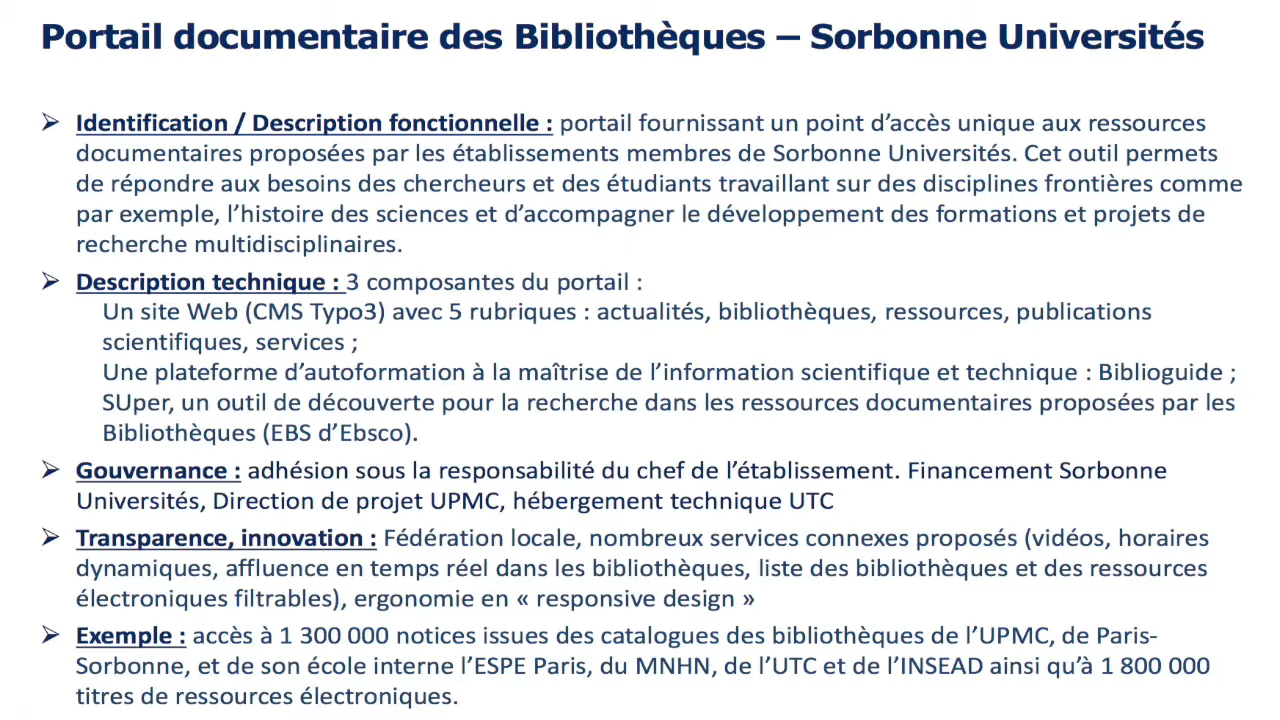 Portail documentaire des Bibliothèques – Sorbonne Universités
➢ Identification / Description fonctionnelle : portail fournissant un point d’accès unique aux ressources
documentaires proposées par les établissements membres de Sorbonne Universités. Cet outil permets
de répondre aux besoins des chercheurs et des étudiants travaillant sur des disciplines frontières comme
par exemple, l’histoire des sciences et d’accompagner le développement des formations et projets de
recherche multidisciplinaires.
➢ Description technique : 3 composantes du portail :
Un site Web (CMS Typo3) avec 5 rubriques : actualités, bibliothèques, ressources, publications
scientifiques, services ;
Une plateforme d’autoformation à la maîtrise de l’information scientifique et technique : Biblioguide ;
SUper, un outil de découverte pour la recherche dans les ressources documentaires proposées par les
Bibliothèques (EBS d’Ebsco).
➢ Gouvernance : adhésion sous la responsabilité du chef de l’établissement. Financement Sorbonne
Universités, Direction de projet UPMC, hébergement technique UTC
➢ Transparence, innovation : Fédération locale, nombreux services connexes proposés (vidéos, horaires
dynamiques, affluence en temps réel dans les bibliothèques, liste des bibliothèques et des ressources
électroniques filtrables), ergonomie en « responsive design »
➢ Exemple : accès à 1 300 000 notices issues des catalogues des bibliothèques de l’UPMC, de Paris-
Sorbonne, et de son école interne l’ESPE Paris, du MNHN, de l’UTC et de l’INSEAD ainsi qu’à 1 800 000
titres de ressources électroniques.